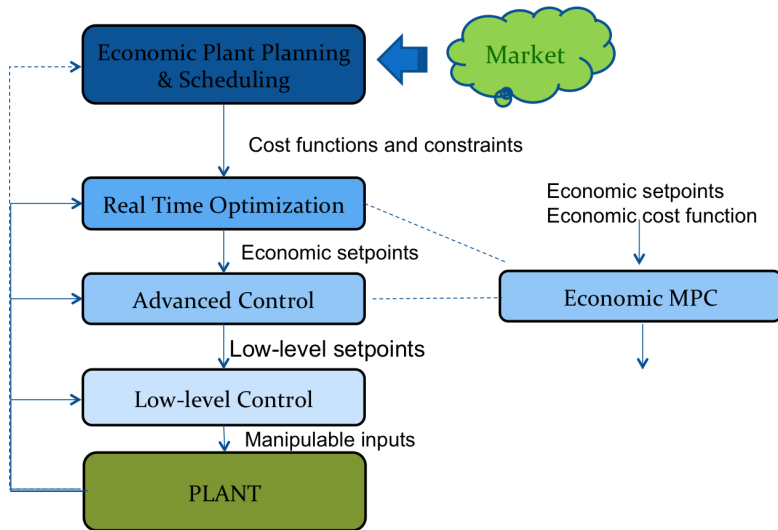 Economic Plant Planning
& Scheduling
Market
Cost functions and constraints
Real Time Optimization
Economic setpoints
Economic cost function
Economic setpoints
Advanced Control
Economic MPC
Low-level setpoints
Low-level Control
Manipulable inputs
PLANT